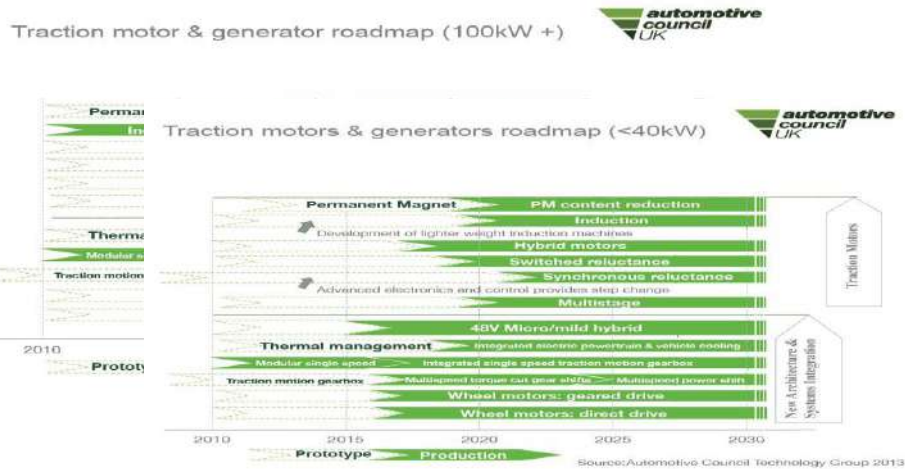 Traction motor & generator roadmap (100kW +)
automotive
council
UK
Permar
In
Therma
Modular s
Traction motion
2010
Prototy
Traction motors & generators roadmap (<40kW)
automotive
council
UK
Permanent Magnet PM content reduction
Induction
Development of lighter weight induction machines
Hybrid motors
Switched reluctance
Synchronous reluctance
Advanced electronics and control provides step change
Multistage
Traction Motors
48V Micro/mild hybrid
Thermal management Integrated electric powertrain & vehicle cooling
Modular single speed Integrated single speed traction motion gearbox
Traction motion gearbox Multispeed torque cut gear shifts Multispeed power shift
Wheel motors: geared drive
Wheel motors: direct drive
New Architecture &
Systems Integration
2010 2015 2020 2025 2030
Prototype Production
Source:Automotive Council Technology Group 2013